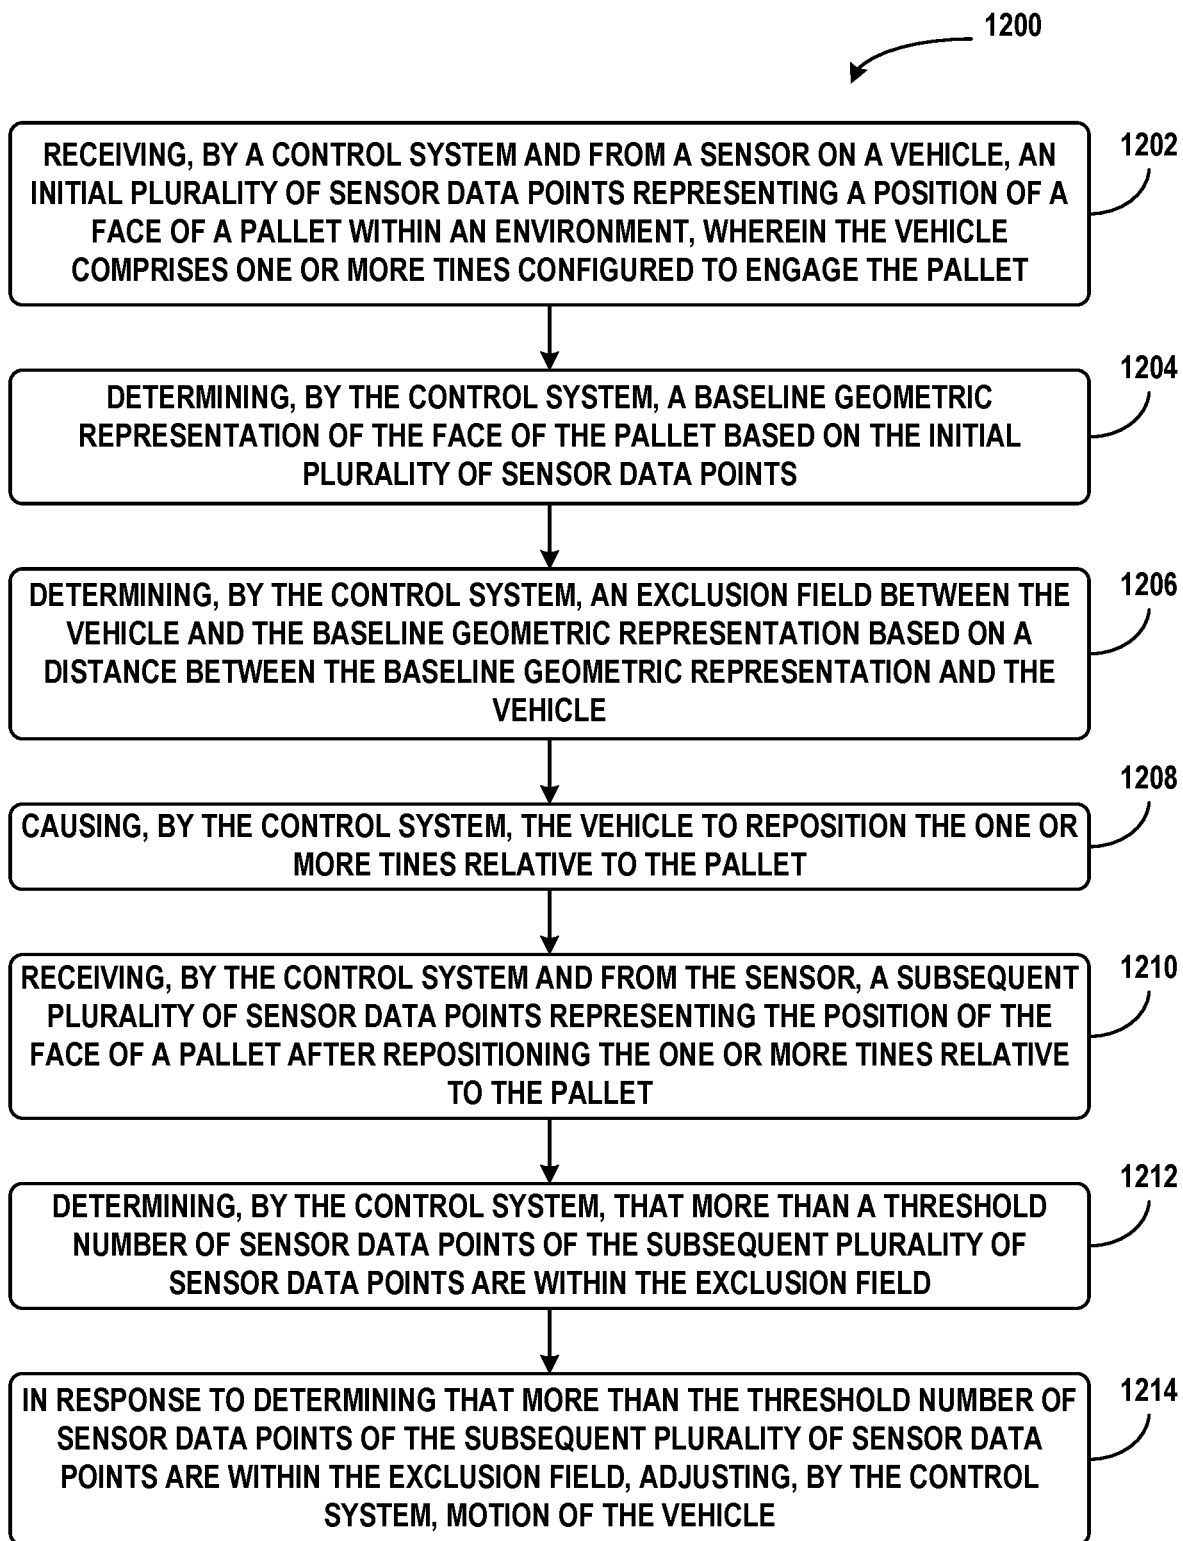 1200
RECEIVING, BY A CONTROL SYSTEM AND FROM A SENSOR ON A VEHICLE, AN
INITIAL PLURALITY OF SENSOR DATA POINTS REPRESENTING A POSITION OF A
FACE OF A PALLET WITHIN AN ENVIRONMENT, WHEREIN THE VEHICLE
COMPRISES ONE OR MORE TINES CONFIGURED TO ENGAGE THE PALLET
1202
DETERMINING, BY THE CONTROL SYSTEM, A BASELINE GEOMETRIC
REPRESENTATION OF THE FACE OF THE PALLET BASED ON THE INITIAL
PLURALITY OF SENSOR DATA POINTS
1204
DETERMINING, BY THE CONTROL SYSTEM, AN EXCLUSION FIELD BETWEEN THE
VEHICLE AND THE BASELINE GEOMETRIC REPRESENTATION BASED ON A
DISTANCE BETWEEN THE BASELINE GEOMETRIC REPRESENTATION AND THE
VEHICLE
1206
CAUSING, BY THE CONTROL SYSTEM, THE VEHICLE TO REPOSITION THE ONE OR
MORE TINES RELATIVE TO THE PALLET
1208
RECEIVING, BY THE CONTROL SYSTEM AND FROM THE SENSOR, A SUBSEQUENT
PLURALITY OF SENSOR DATA POINTS REPRESENTING THE POSITION OF THE
FACE OF A PALLET AFTER REPOSITIONING THE ONE OR MORE TINES RELATIVE
TO THE PALLET
1210
DETERMINING, BY THE CONTROL SYSTEM, THAT MORE THAN A THRESHOLD
NUMBER OF SENSOR DATA POINTS OF THE SUBSEQUENT PLURALITY OF
SENSOR DATA POINTS ARE WITHIN THE EXCLUSION FIELD
1212
IN RESPONSE TO DETERMINING THAT MORE THAN THE THRESHOLD NUMBER OF
SENSOR DATA POINTS OF THE SUBSEQUENT PLURALITY OF SENSOR DATA
POINTS ARE WITHIN THE EXCLUSION FIELD, ADJUSTING, BY THE CONTROL
SYSTEM, MOTION OF THE VEHICLE
1214